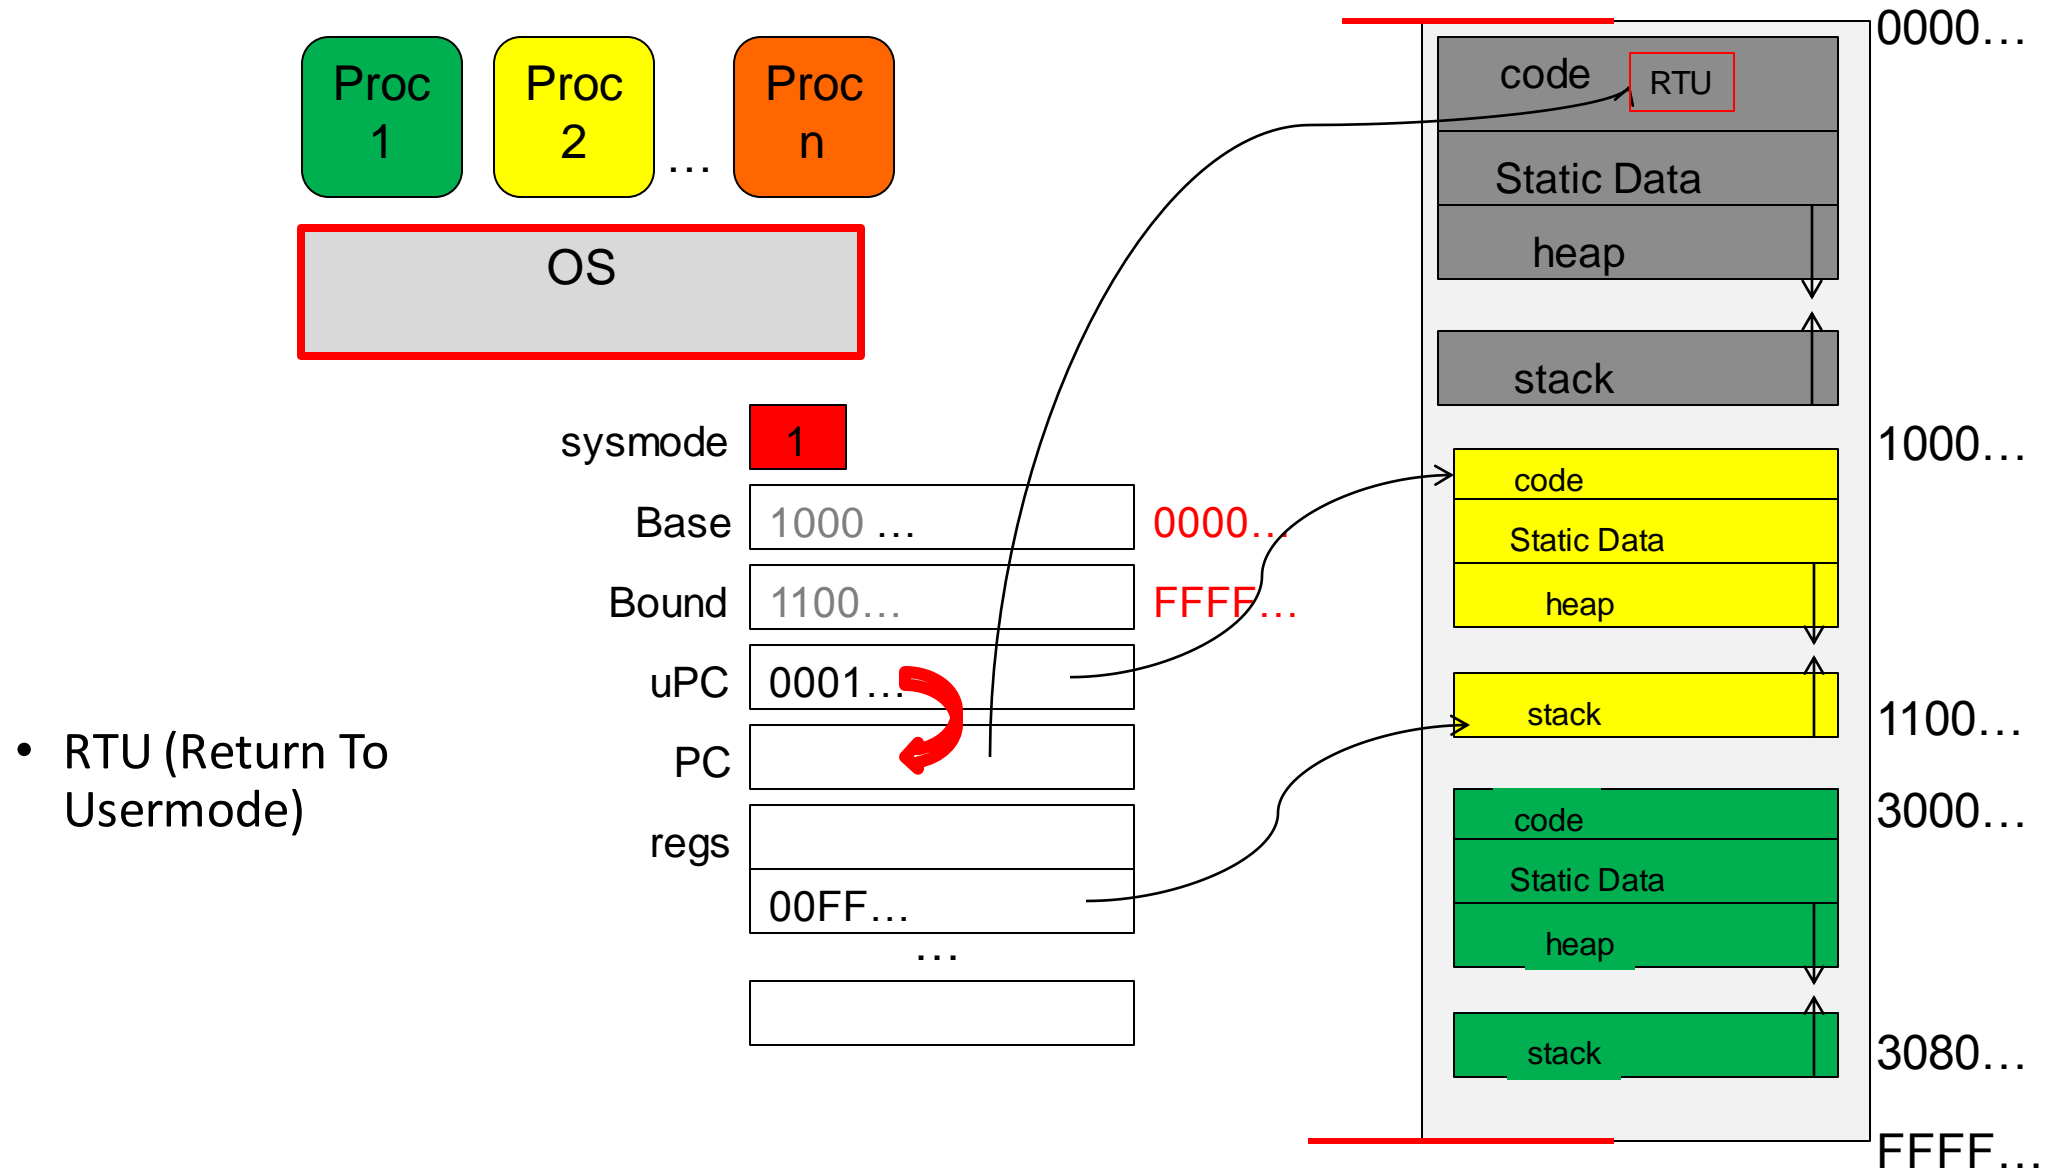 Proc
1
Proc
2
…
Proc
n
OS
sysmode
1
Base
1000 …
0000…
Bound
1100…
FFFF…
uPC
0001…
PC
regs
00FF…
…
• RTU (Return To
Usermode)
0000…
code
RTU
Static Data
heap
stack
1000…
code
Static Data
heap
stack
1100…
3000…
code
Static Data
heap
stack
3080…
FFFF…